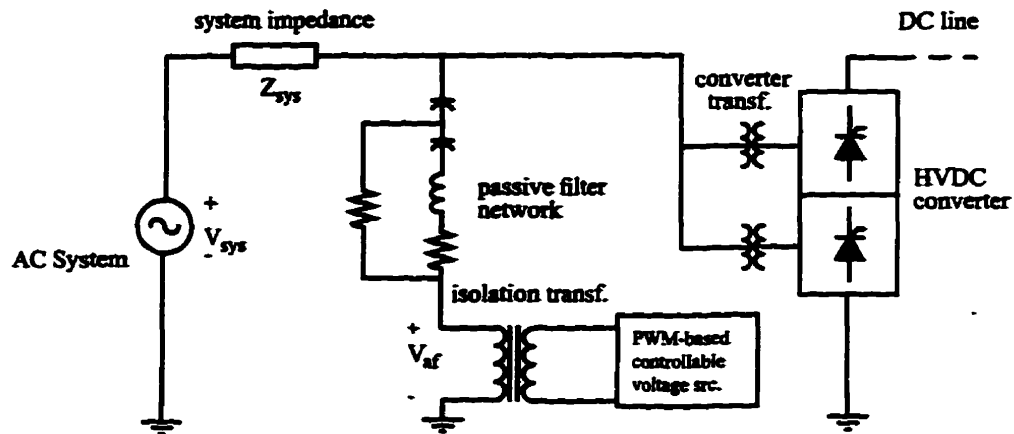 system impedance
Z_sys
DC line
converter
transf.
HVDC
converter
passive filter
network
+
V_sys
-
AC System
isolation transf.
+
V_af
-
PWM-based
controllable
voltage src.